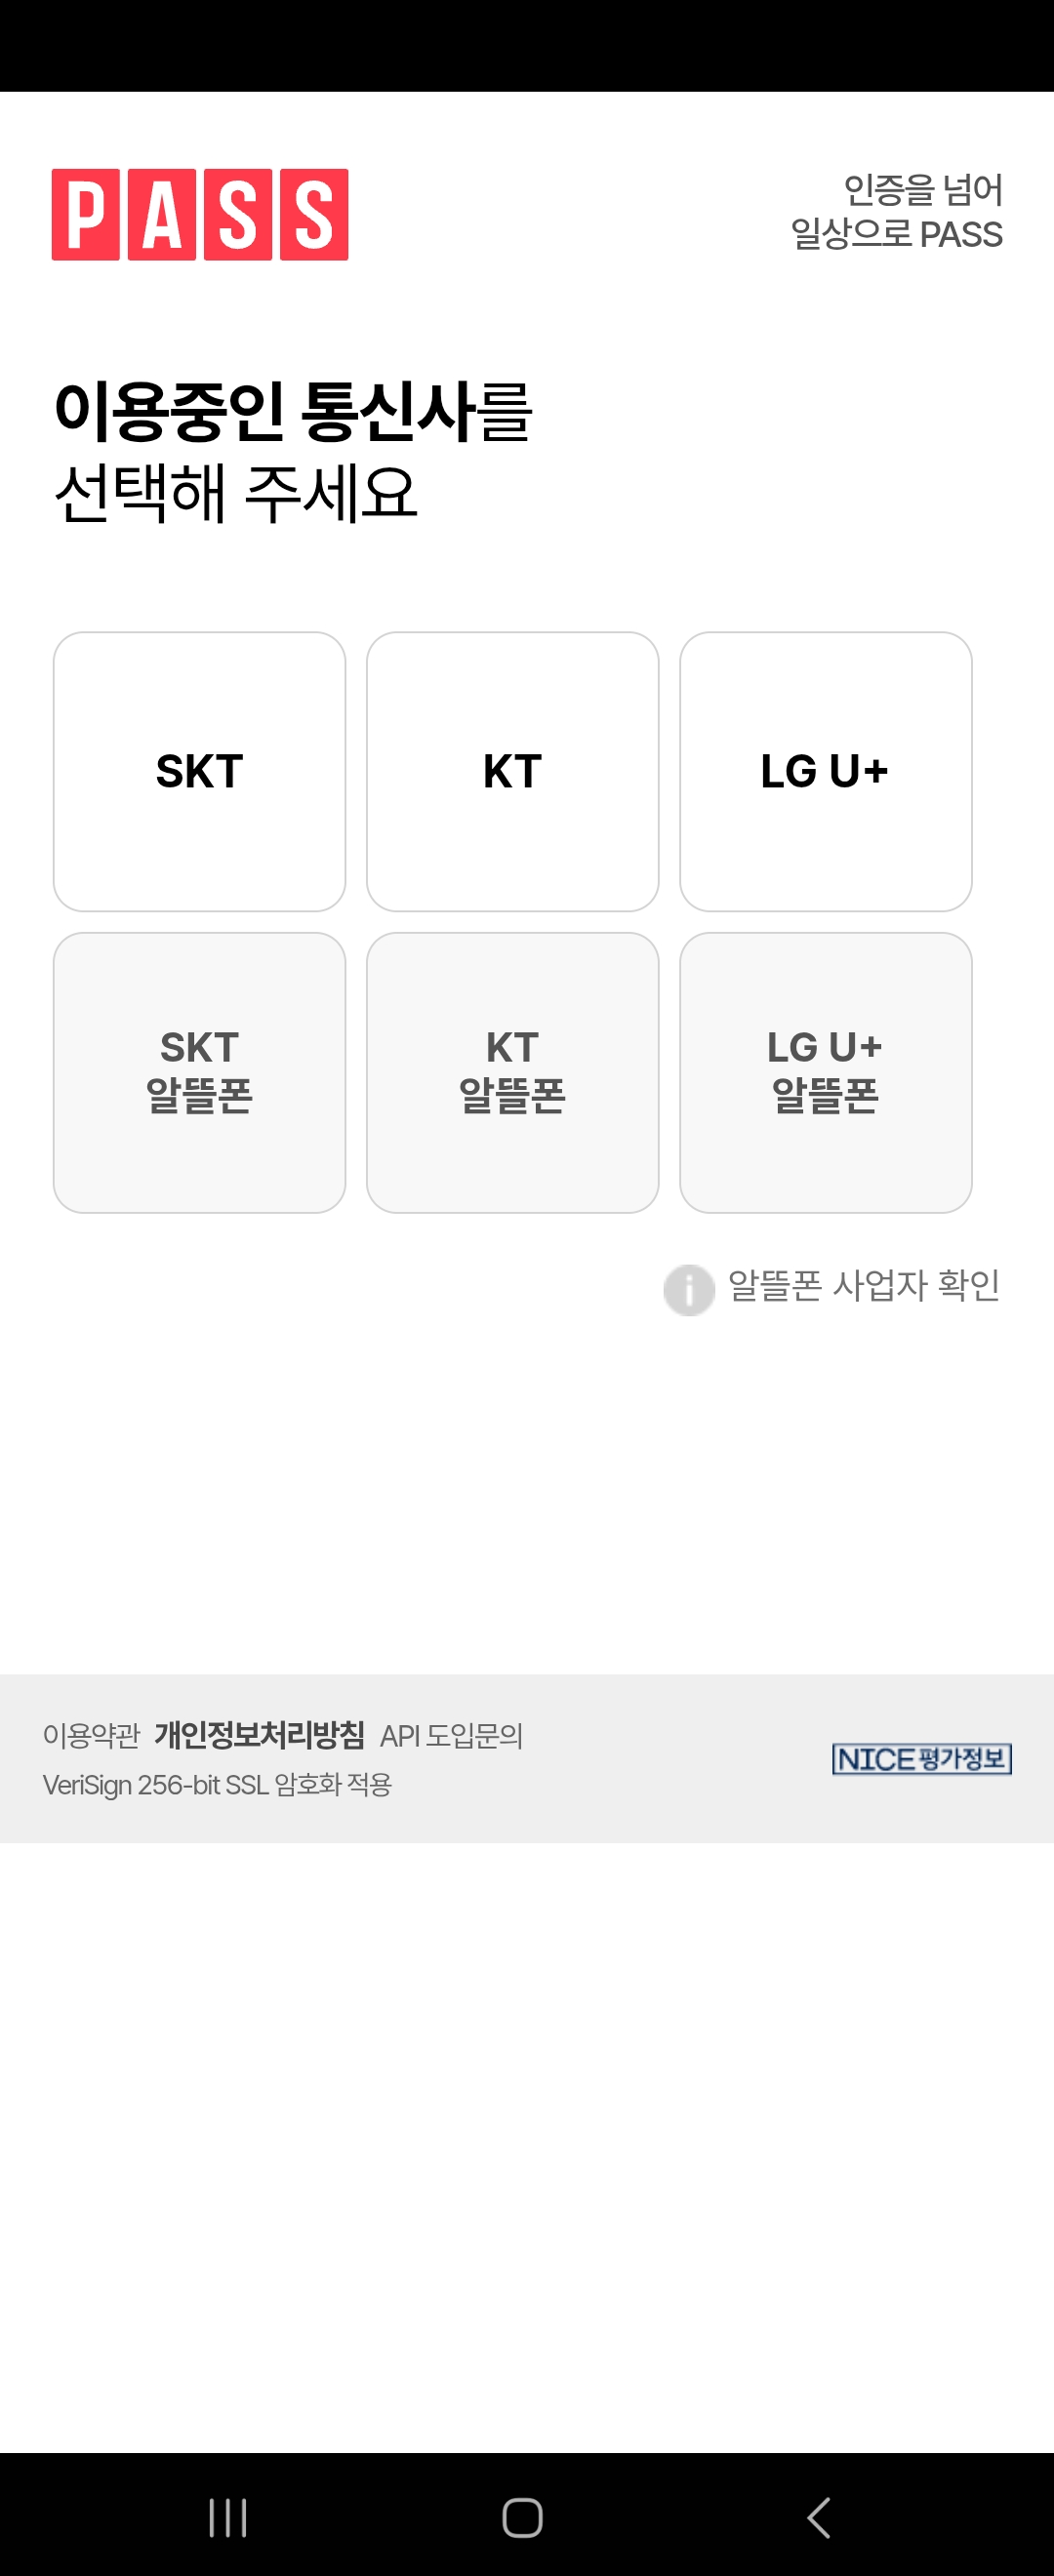 PASS
인증을 넘어
일상으로 PASS
이용중인 통신사를
선택해 주세요
SKT
KT
LG U+
SKT
알뜰폰
KT
알뜰폰
LG U+
알뜰폰
알뜰폰 사업자 확인
이용약관 개인정보처리방침 API 도입문의
VeriSign 256-bit SSL 암호화 적용
NICE 평가정보